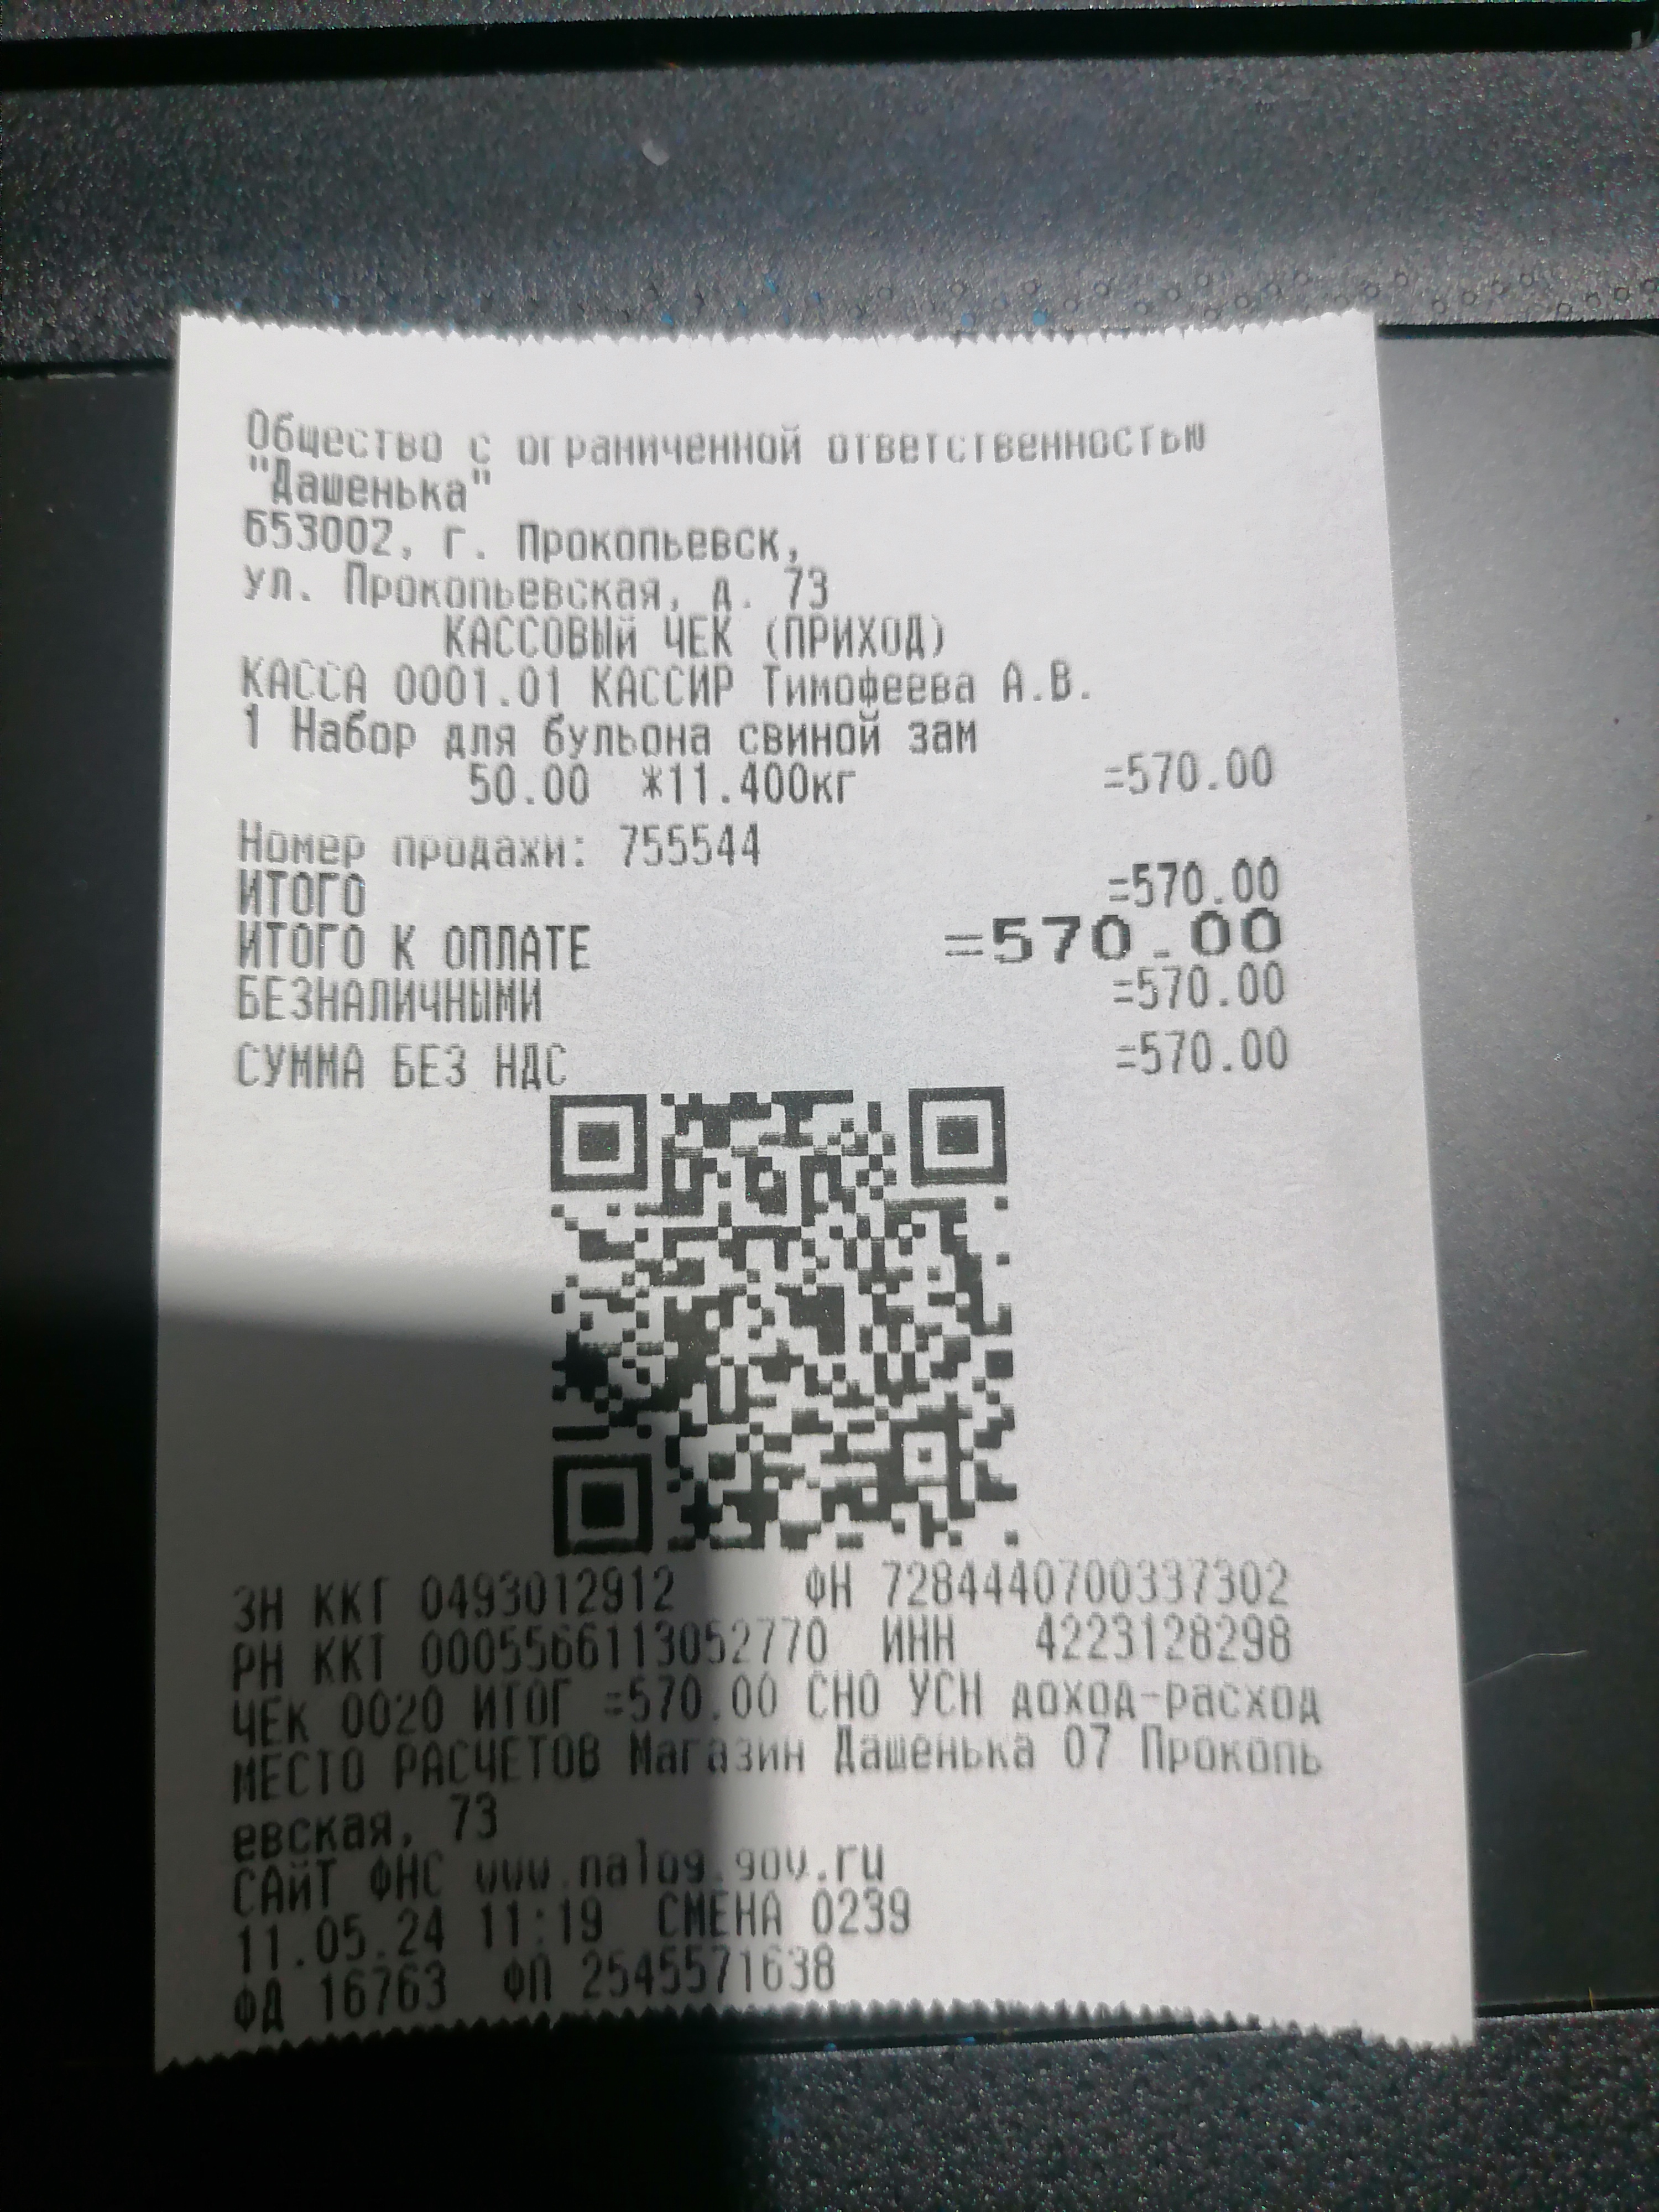 Общество с ограниченной ответственностью
"Дашенька"
653002, г. Прокопьевск,
ул. Прокопьевская, д. 73
КАССОВЫЙ ЧЕК (ПРИХОД)
КАССА 0001.01 КАССИР Тимофеева А.В.
1 Набор для бульона свиной зам
50.00 *11.400кг =570.00
Номер продажи: 755544
ИТОГО =570.00
ИТОГО К ОПЛАТЕ =570.00
БЕЗНАЛИЧНЫМИ =570.00
СУММА БЕЗ НДС =570.00
ЗН ККТ 0493012912 ФН 7284440700337302
РН ККТ 0005566113052770 ИНН 4223128298
ЧЕК 0020 ИТОГ =570.00 СНО УСН доход-расход
МЕСТО РАСЧЕТОВ Магазин Дашенька 07 Прокопь
евская, 73
САЙТ ФНС www.nalog.gov.ru
11.05.24 11:19 СМЕНА 0239
ФД 16763 ФП 2545571638